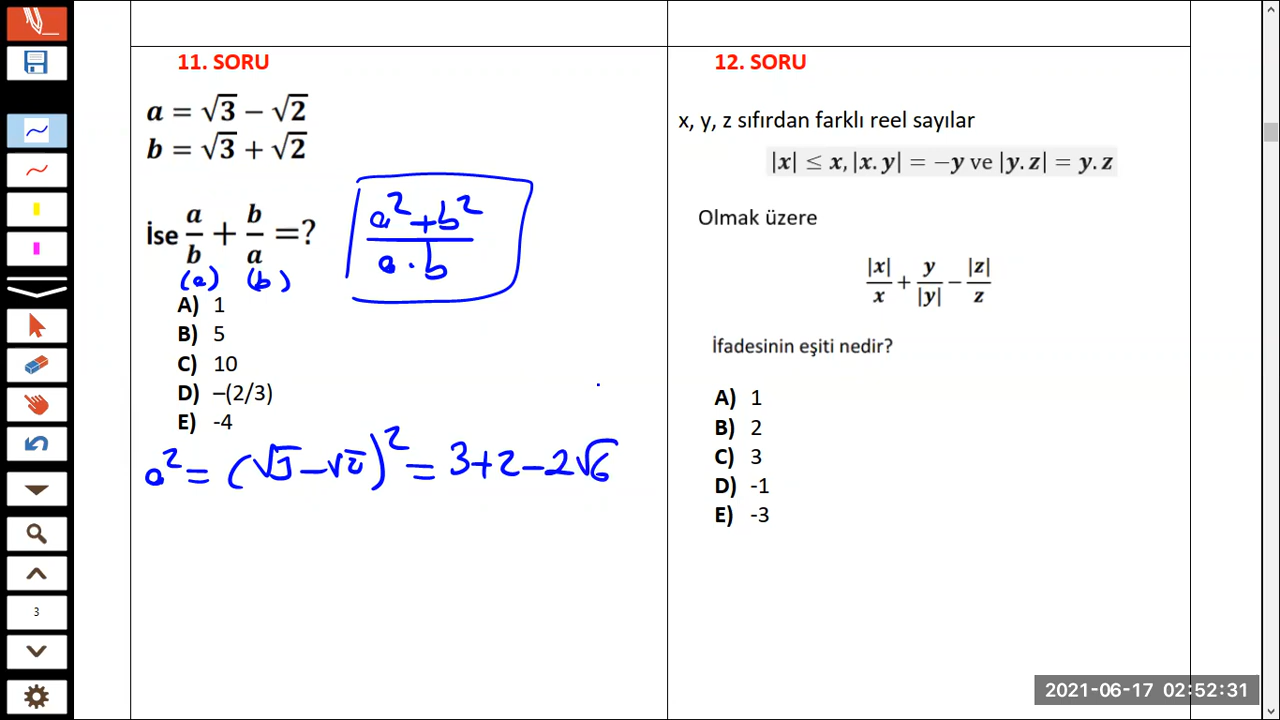 11. SORU
a = √3 − √2
b = √3 + √2
İse a/b + b/a =?
(a) (b)
a² + b²
a . b
A) 1
B) 5
C) 10
D) –(2/3)
E) -4
a² = (√3 − √2)² = 3+2−2√6
12. SORU
x, y, z sıfırdan farklı reel sayılar
|x| ≤ x, |x.y| = −y ve |y.z| = y.z
Olmak üzere
|x|/x + y/|y| − |z|/z
İfadesinin eşiti nedir?
A) 1
B) 2
C) 3
D) -1
E) -3
3
2021-06-17 02:52:31